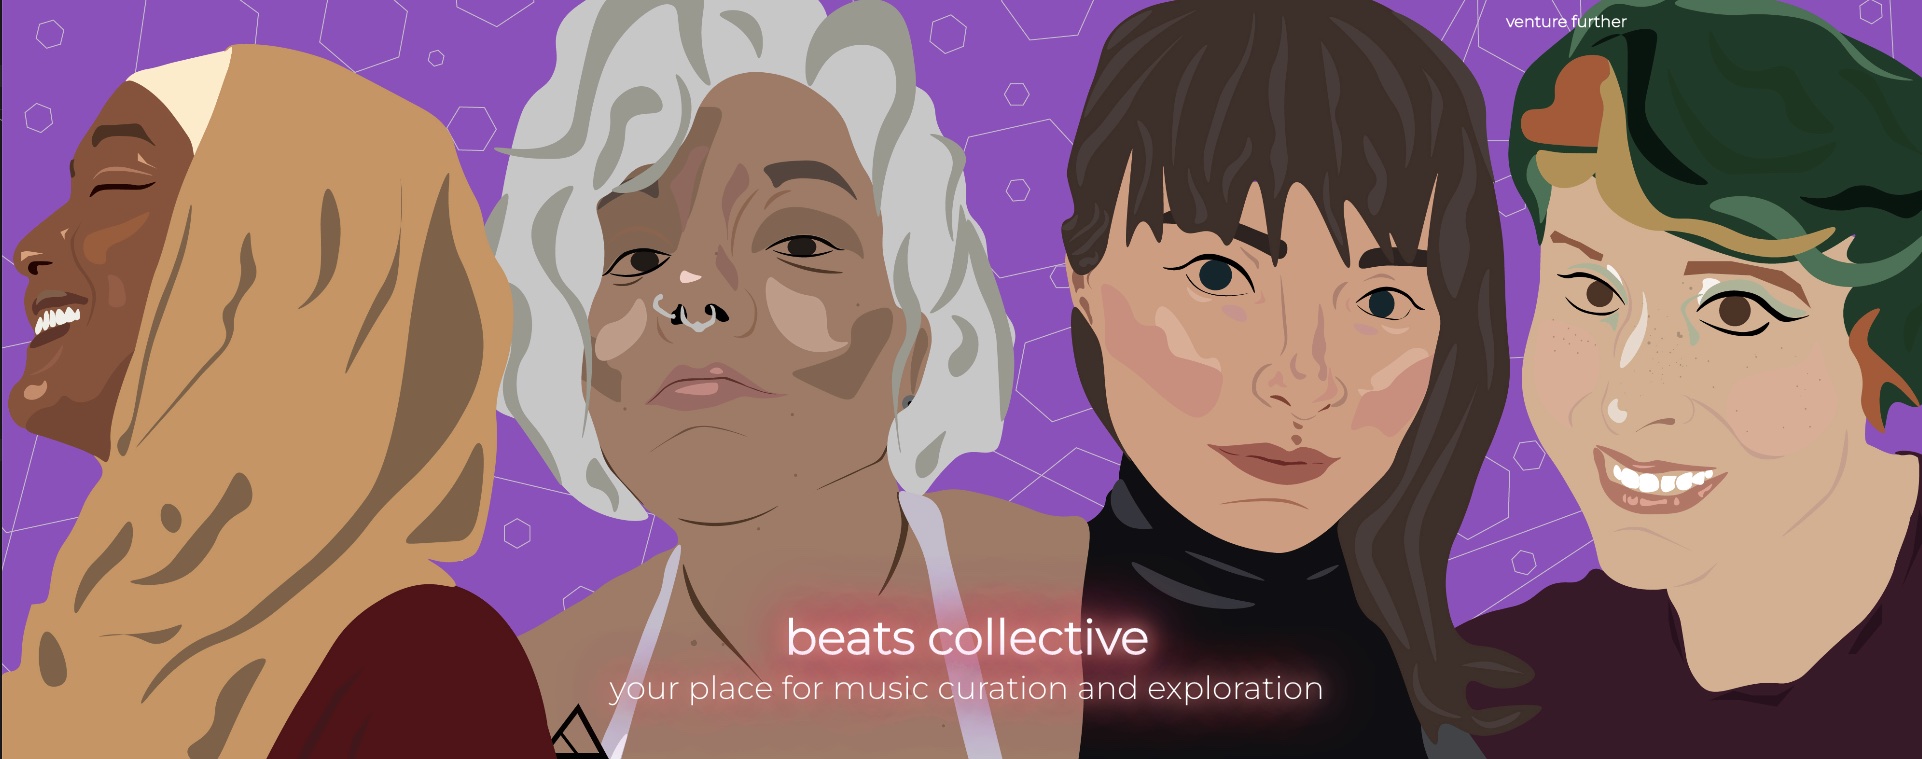 venture further
beats collective
your place for music curation and exploration